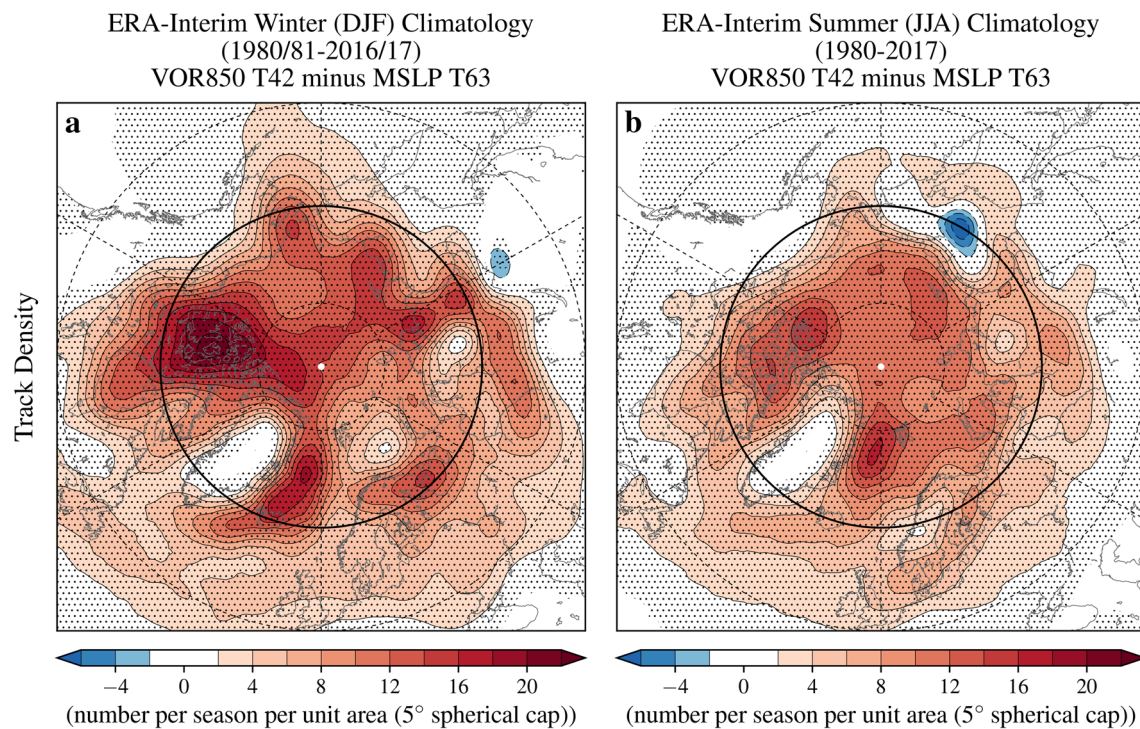 ERA-Interim Winter (DJF) Climatology
(1980/81-2016/17)
VOR850 T42 minus MSLP T63
ERA-Interim Summer (JJA) Climatology
(1980-2017)
VOR850 T42 minus MSLP T63
a
b
Track Density
−4 0 4 8 12 16 20
(number per season per unit area (5° spherical cap))
−4 0 4 8 12 16 20
(number per season per unit area (5° spherical cap))